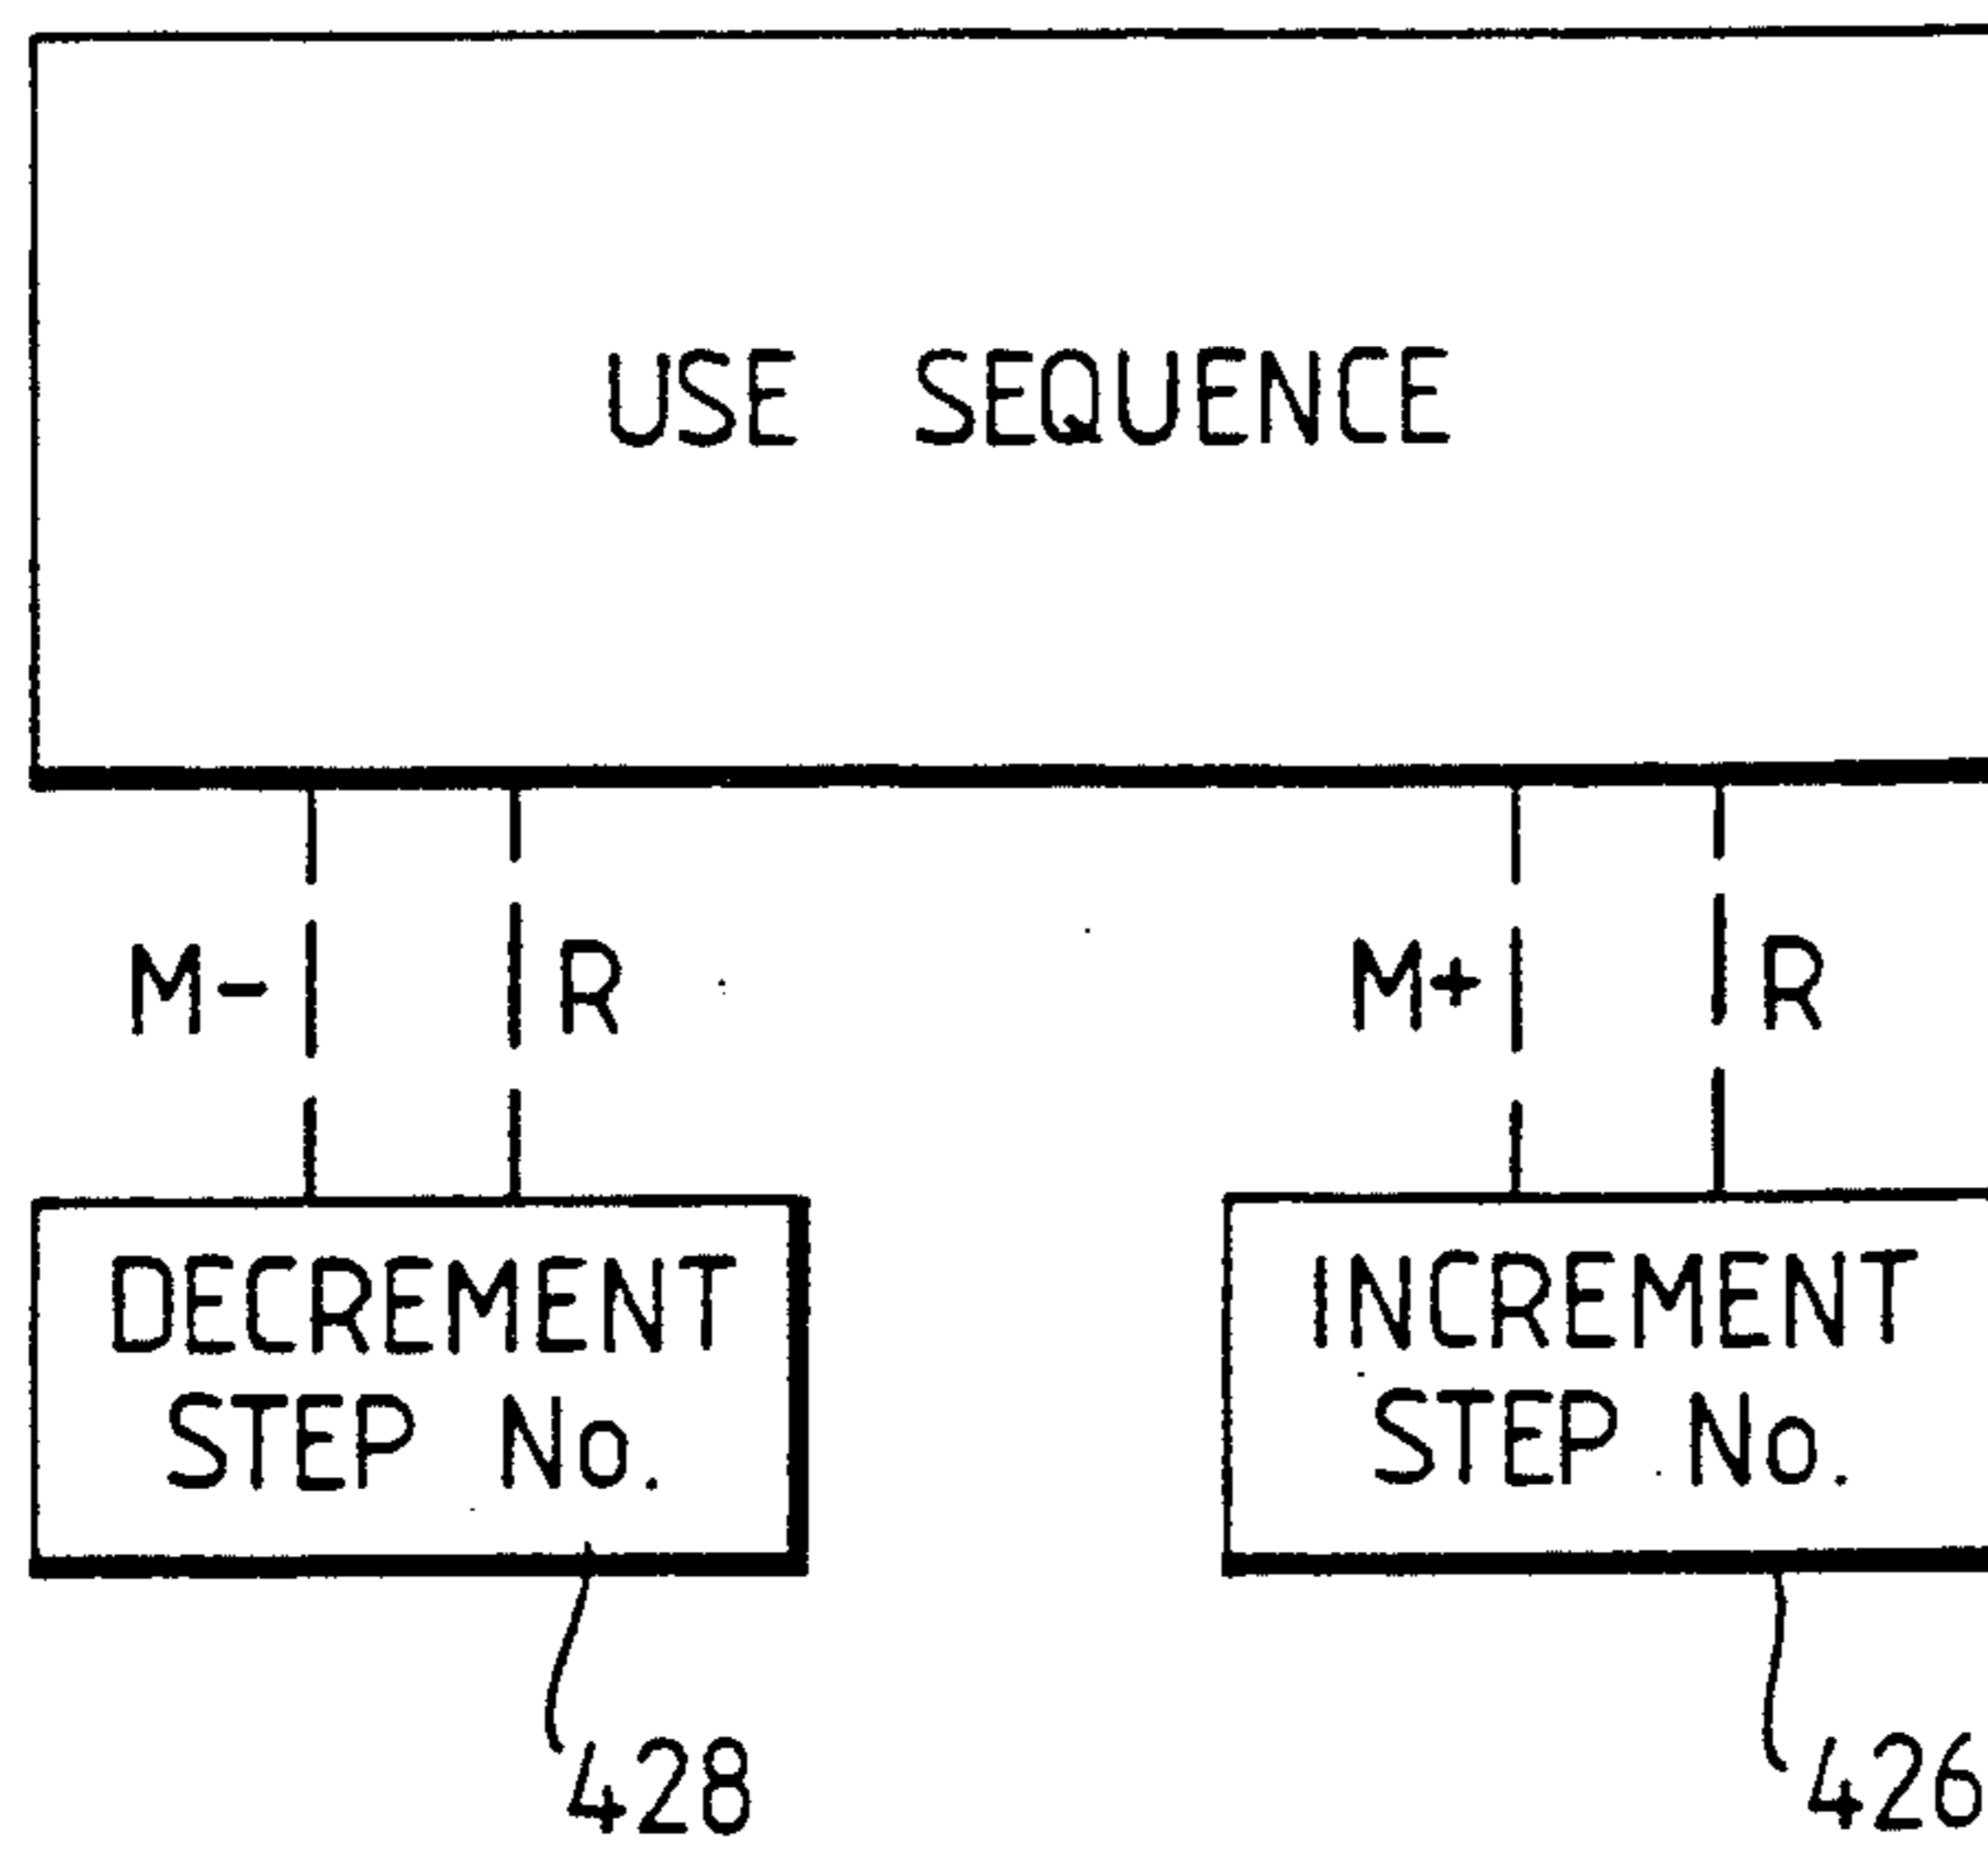 USE SEQUENCE
M- R M+ R
DECREMENT
STEP No.
INCREMENT
STEP No.
428
426